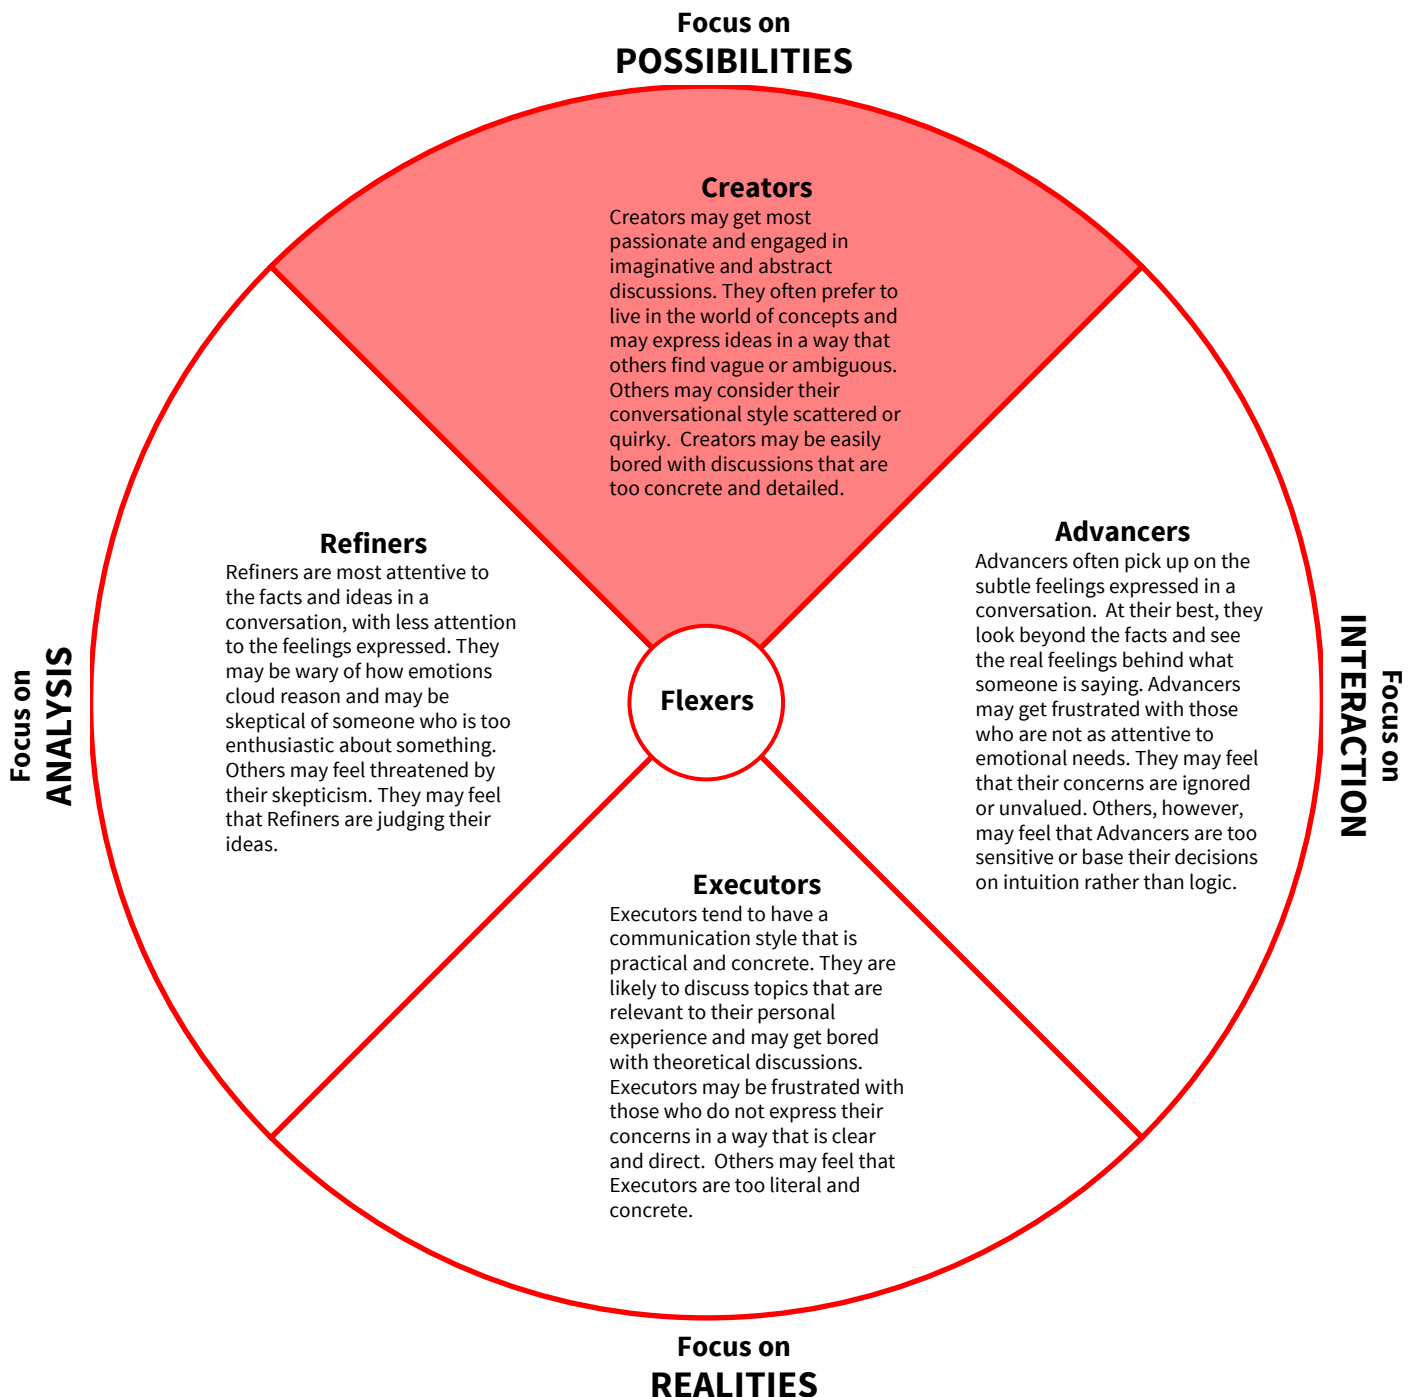 Focus on
POSSIBILITIES
Creators
Creators may get most
passionate and engaged in
imaginative and abstract
discussions. They often prefer to
live in the world of concepts and
may express ideas in a way that
others find vague or ambiguous.
Others may consider their
conversational style scattered or
quirky.  Creators may be easily
bored with discussions that are
too concrete and detailed.
Focus on
ANALYSIS
Refiners
Refiners are most attentive to
the facts and ideas in a
conversation, with less attention
to the feelings expressed. They
may be wary of how emotions
cloud reason and may be
skeptical of someone who is too
enthusiastic about something.
Others may feel threatened by
their skepticism. They may feel
that Refiners are judging their
ideas.
Flexers
Advancers
Advancers often pick up on the
subtle feelings expressed in a
conversation.  At their best, they
look beyond the facts and see
the real feelings behind what
someone is saying. Advancers
may get frustrated with those
who are not as attentive to
emotional needs. They may feel
that their concerns are ignored
or unvalued. Others, however,
may feel that Advancers are too
sensitive or base their decisions
on intuition rather than logic.
Focus on
INTERACTION
Executors
Executors tend to have a
communication style that is
practical and concrete. They are
likely to discuss topics that are
relevant to their personal
experience and may get bored
with theoretical discussions.
Executors may be frustrated with
those who do not express their
concerns in a way that is clear
and direct.  Others may feel that
Executors are too literal and
concrete.
Focus on
REALITIES